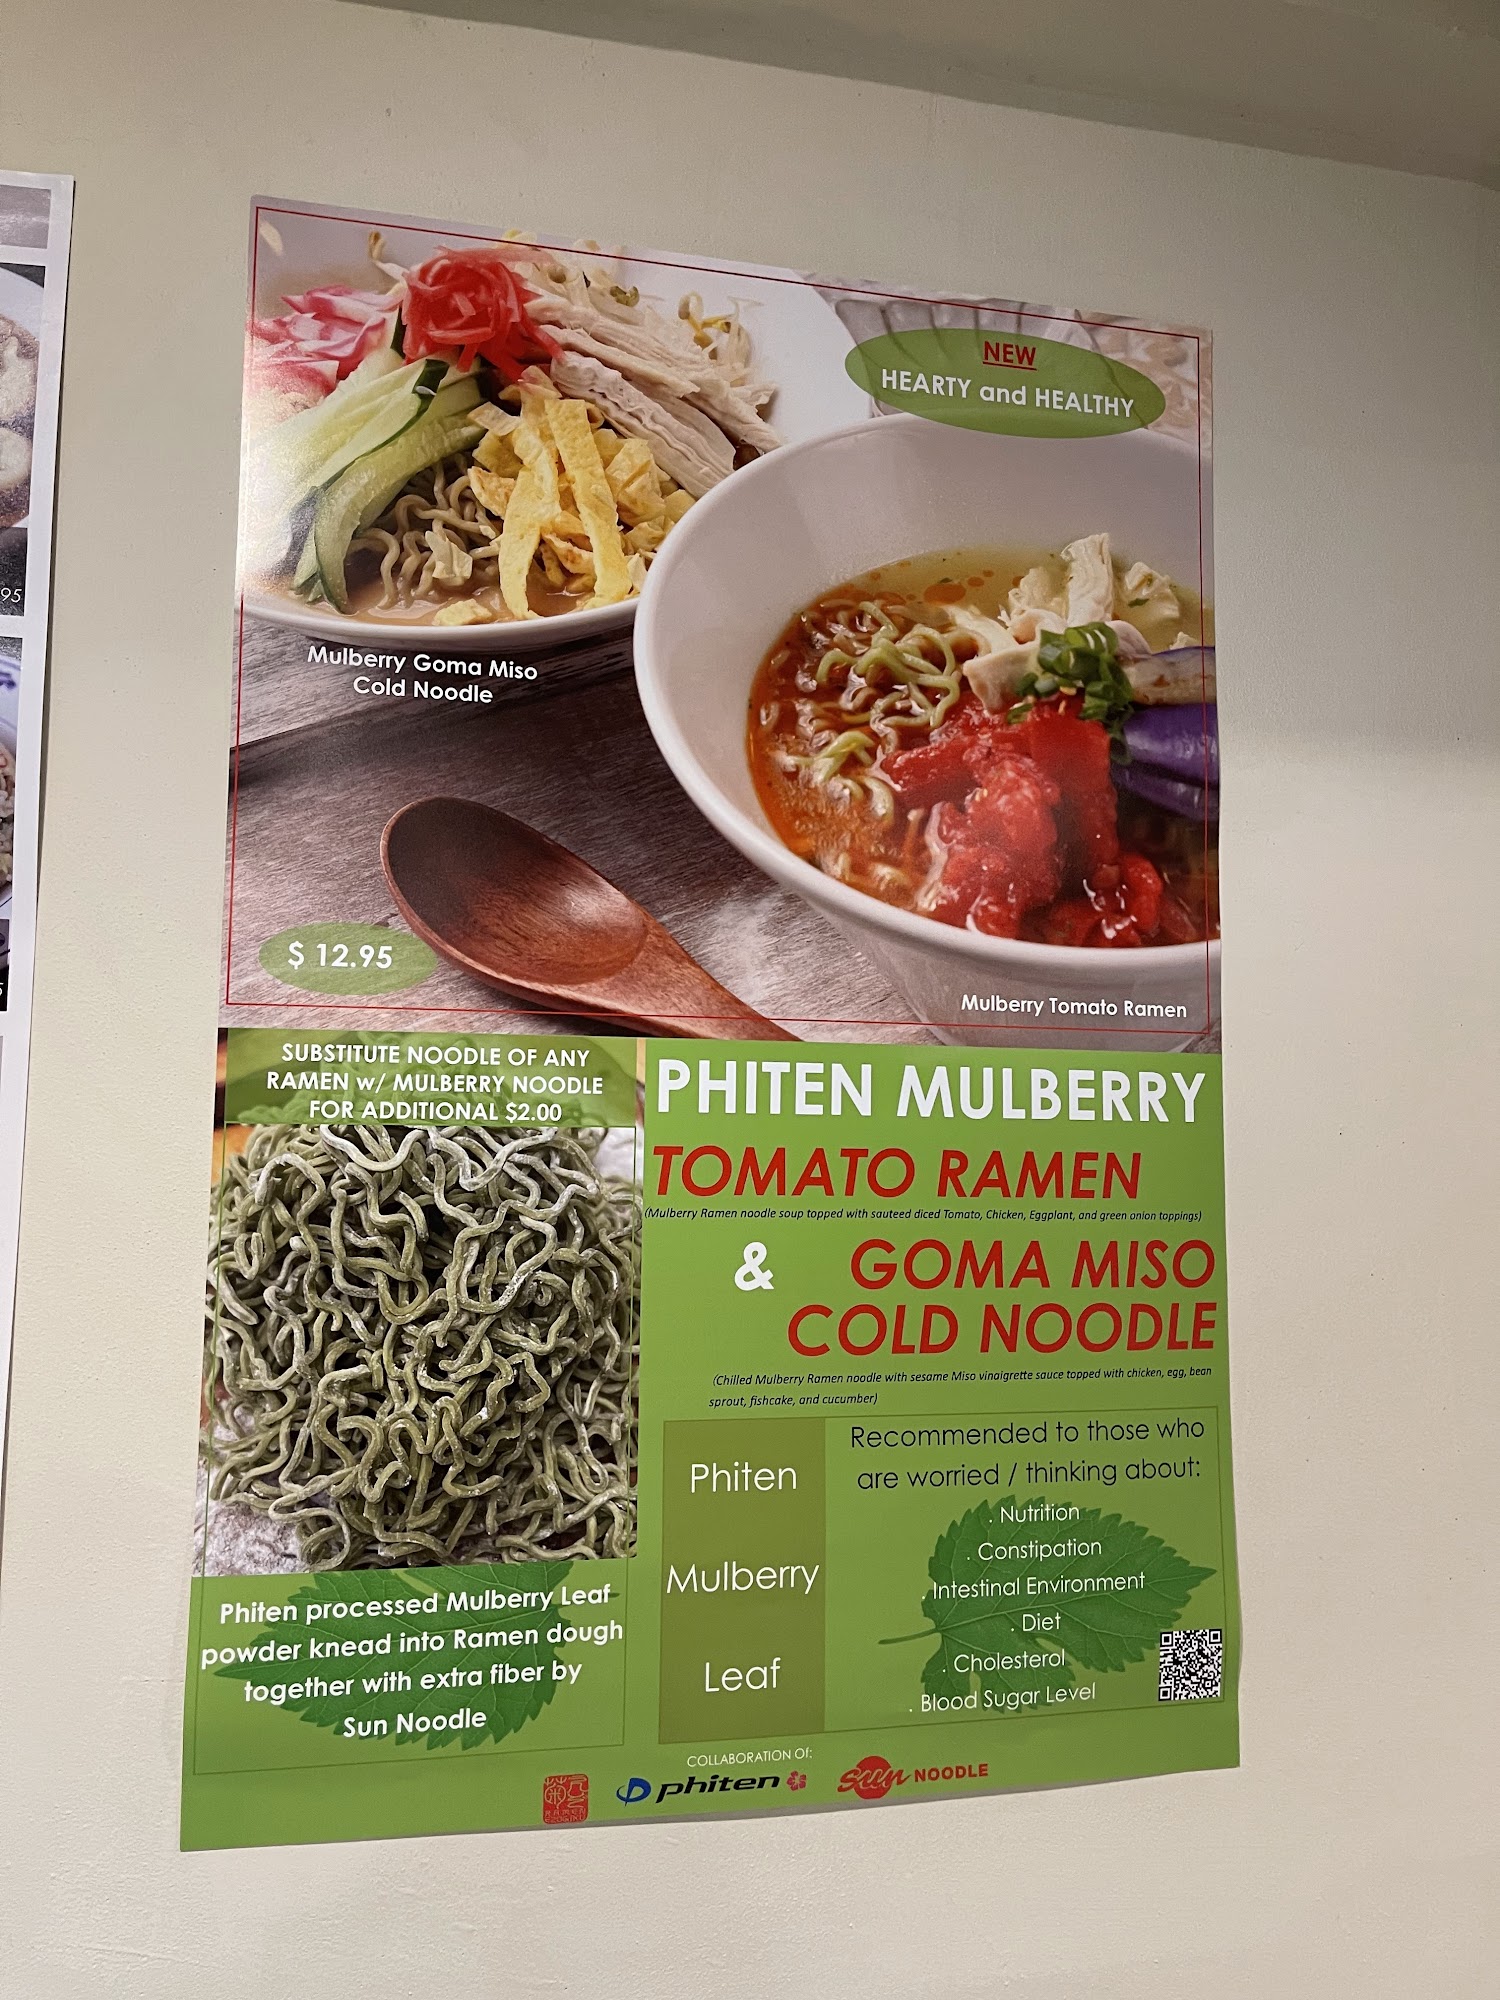 NEW
HEARTY and HEALTHY
Mulberry Goma Miso
Cold Noodle
$ 12.95
Mulberry Tomato Ramen
95
SUBSTITUTE NOODLE OF ANY
RAMEN w/ MULBERRY NOODLE
FOR ADDITIONAL $2.00
Phiten processed Mulberry Leaf
powder knead into Ramen dough
together with extra fiber by
Sun Noodle
PHITEN MULBERRY
TOMATO RAMEN
(Mulberry Ramen noodle soup topped with sauteed diced Tomato, Chicken, Eggplant, and green onion toppings)
& GOMA MISO
COLD NOODLE
(Chilled Mulberry Ramen noodle with sesame Miso vinaigrette sauce topped with chicken, egg, bean
sprout, fishcake, and cucumber)
Phiten
Mulberry
Leaf
Recommended to those who
are worried / thinking about:
. Nutrition
. Constipation
. Intestinal Environment
. Diet
. Cholesterol
. Blood Sugar Level
COLLABORATION Of:
phiten
Sun NOODLE